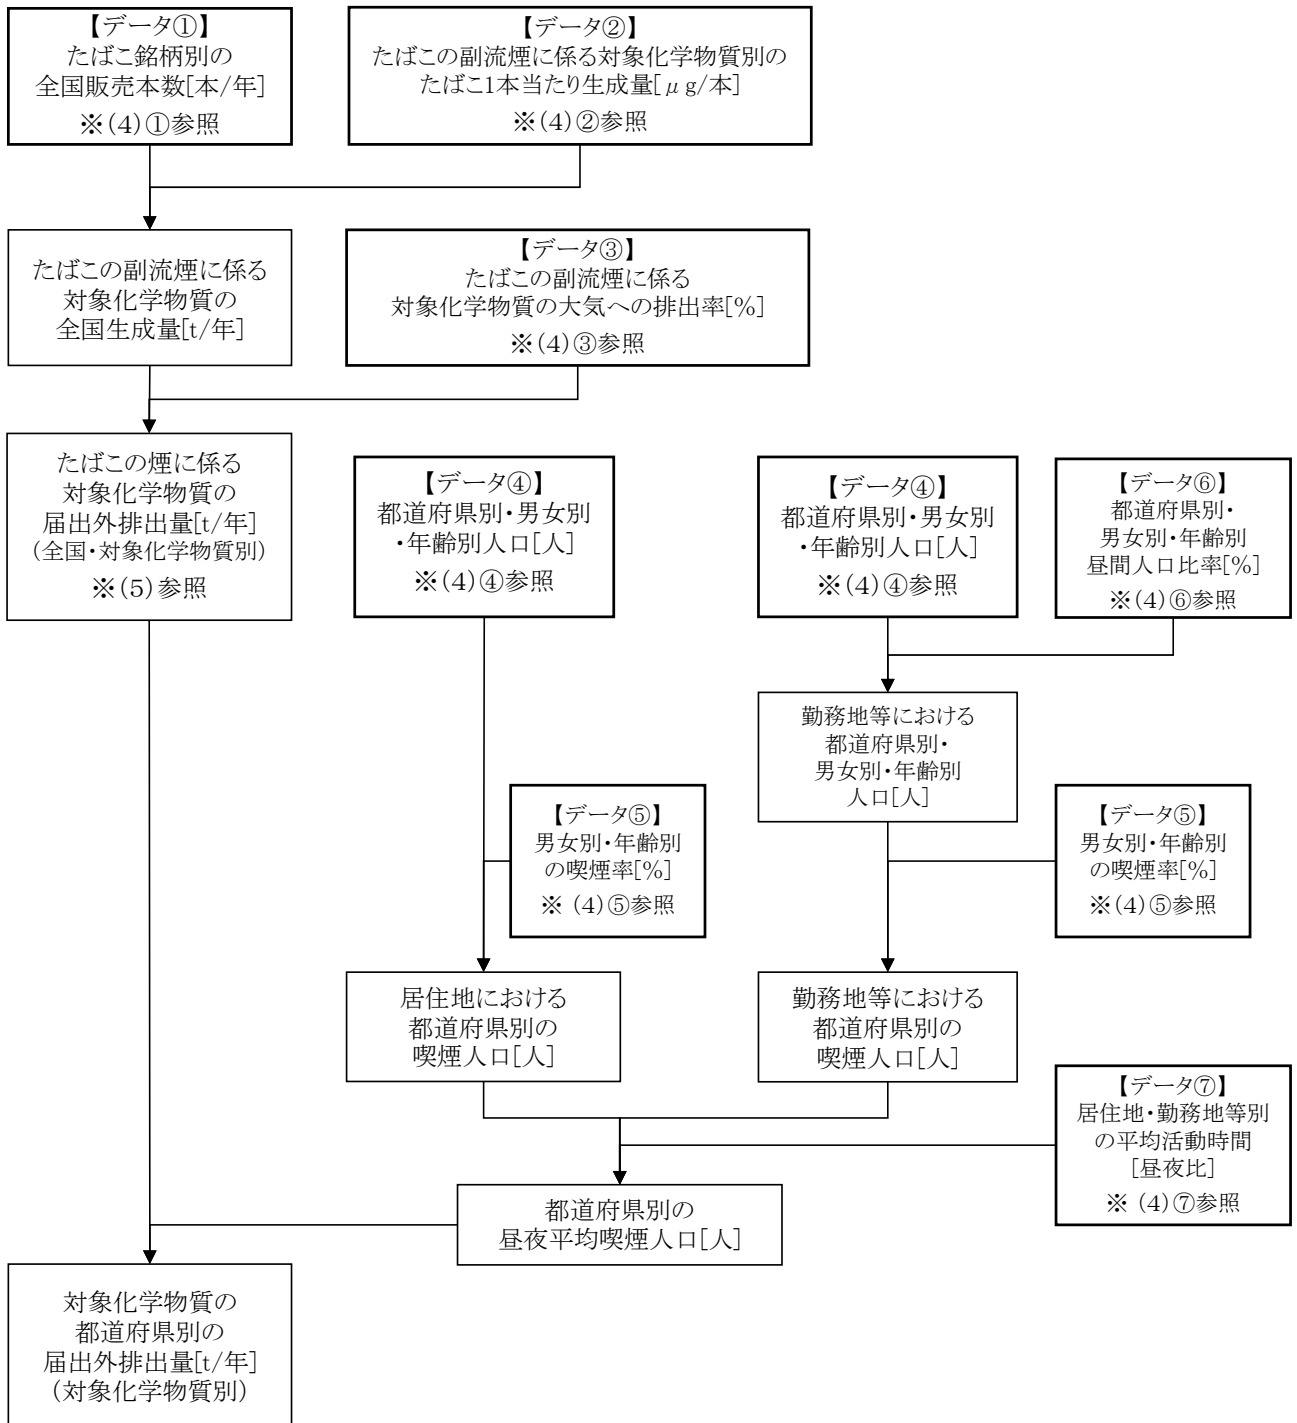 【データ①】
たばこ銘柄別の
全国販売本数[本/年]
※(4)①参照
【データ②】
たばこの副流煙に係る対象化学物質別の
たばこ1本当たり生成量[μg/本]
※(4)②参照
たばこの副流煙に係る
対象化学物質の
全国生成量[t/年]
【データ③】
たばこの副流煙に係る
対象化学物質の大気への排出率[%]
※(4)③参照
たばこの煙に係る
対象化学物質の
届出外排出量[t/年]
(全国・対象化学物質別)
※(5)参照
【データ④】
都道府県別・男女別
・年齢別人口[人]
※(4)④参照
【データ④】
都道府県別・男女別
・年齢別人口[人]
※(4)④参照
【データ⑥】
都道府県別・
男女別・年齢別
昼間人口比率[%]
※(4)⑥参照
勤務地等における
都道府県別・
男女別・年齢別
人口[人]
【データ⑤】
男女別・年齢別
の喫煙率[%]
※ (4)⑤参照
【データ⑤】
男女別・年齢別
の喫煙率[%]
※(4)⑤参照
居住地における
都道府県別の
喫煙人口[人]
勤務地等における
都道府県別の
喫煙人口[人]
【データ⑦】
居住地・勤務地等別
の平均活動時間
[昼夜比]
※ (4)⑦参照
都道府県別の
昼夜平均喫煙人口[人]
対象化学物質の
都道府県別の
届出外排出量[t/年]
(対象化学物質別)